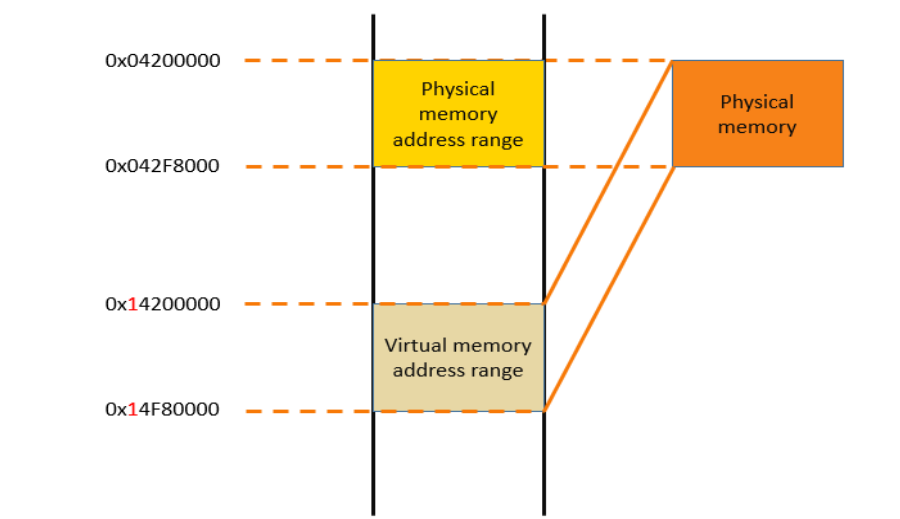 0x04200000
Physical
memory
address range
Physical
memory
0x042F8000
0x14200000
Virtual memory
address range
0x14F80000